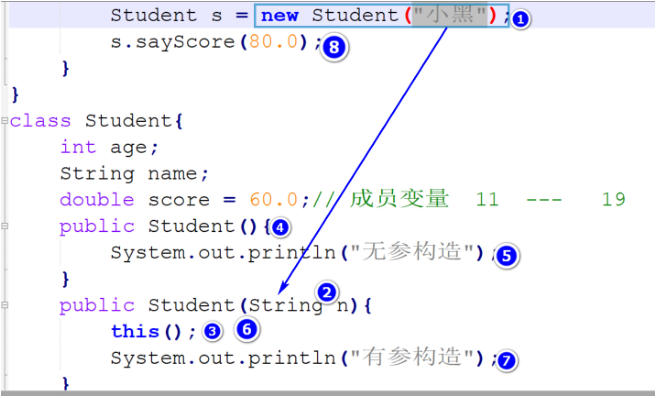 Student s = new Student("小黑"); 1
s.sayScore(80.0); 8
}
}
class Student{
int age;
String name;
double score = 60.0;// 成员变量 11 --- 19
public Student(){ 4
System.out.println("无参构造"); 5
}
public Student(String n){ 2
this(); 3 6
System.out.println("有参构造"); 7
}